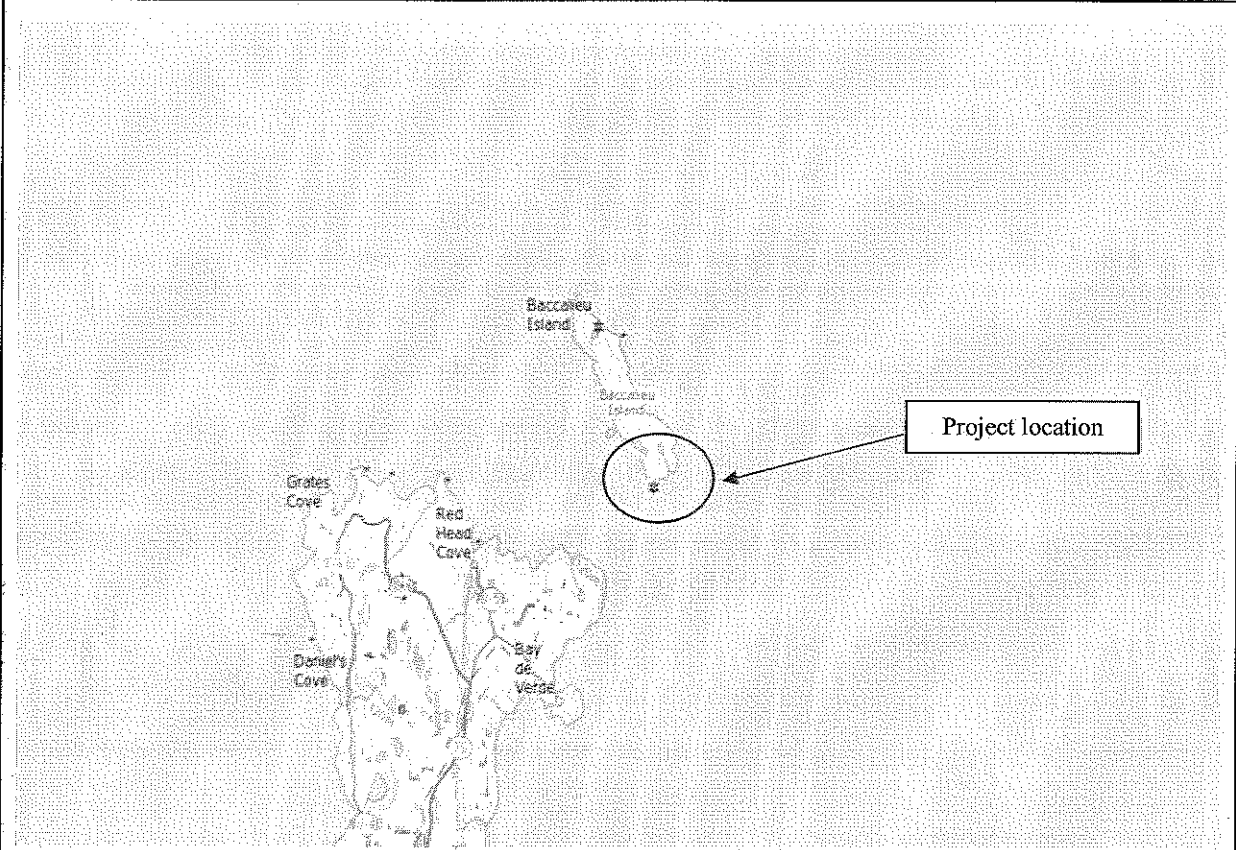 Baccalieu
Island
Baccalieu
Island
Project location
Grates
Cove
Red
Head
Cove
Daniel's
Cove
Bay
de
Verde